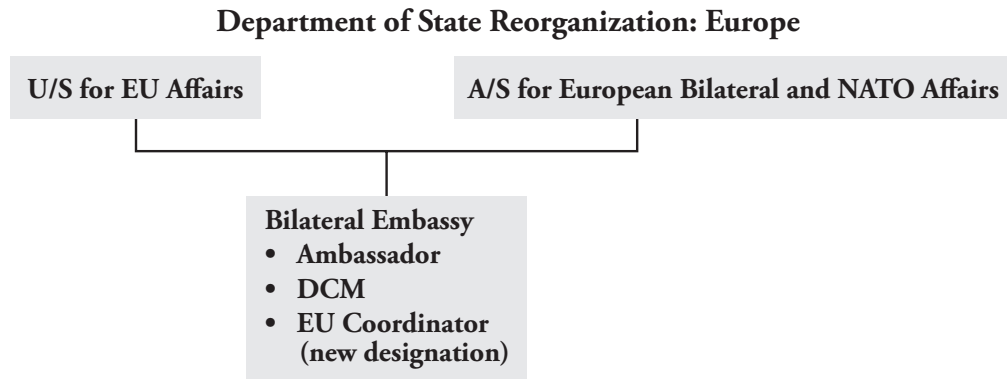 Department of State Reorganization: Europe
U/S for EU Affairs
A/S for European Bilateral and NATO Affairs
Bilateral Embassy
• Ambassador
• DCM
• EU Coordinator
(new designation)